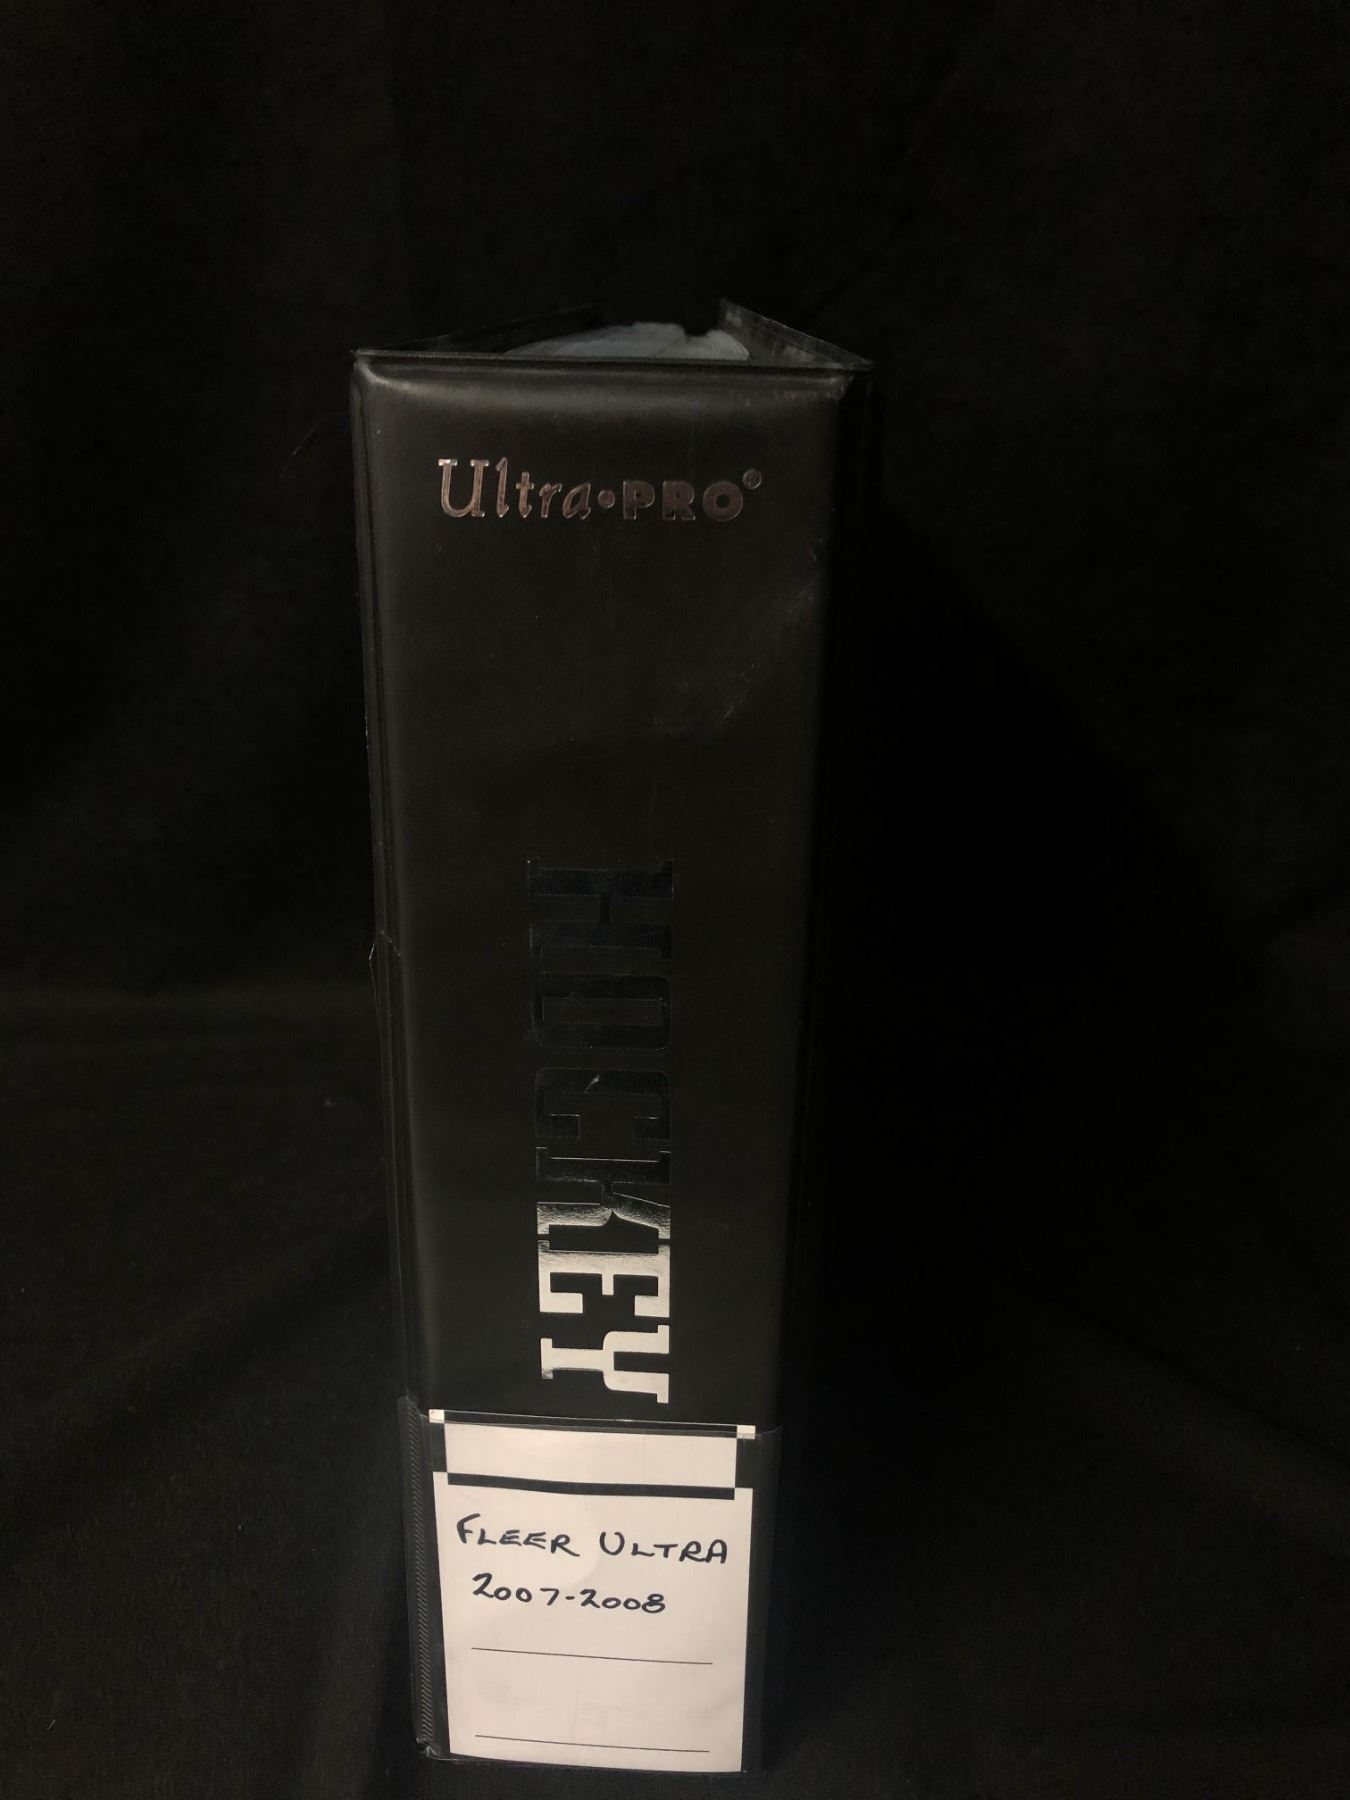 Ultra•PRO®
HOCKEY
FLEER ULTRA
2007-2008